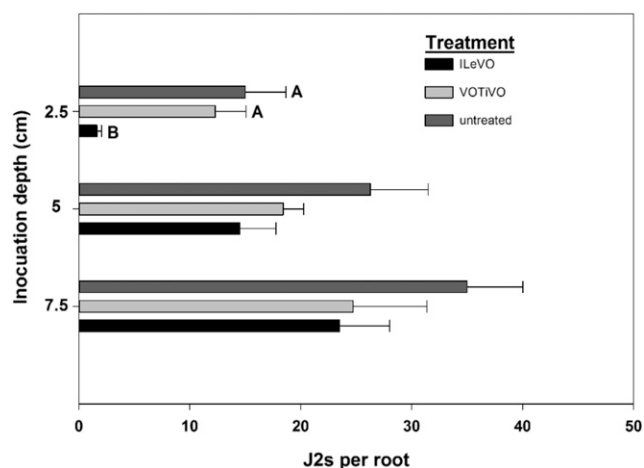 Treatment
ILeVO
VOTiVO
untreated
A
2.5
A
B
5
7.5
Inocuation depth (cm)
0
10
20
30
40
50
J2s per root